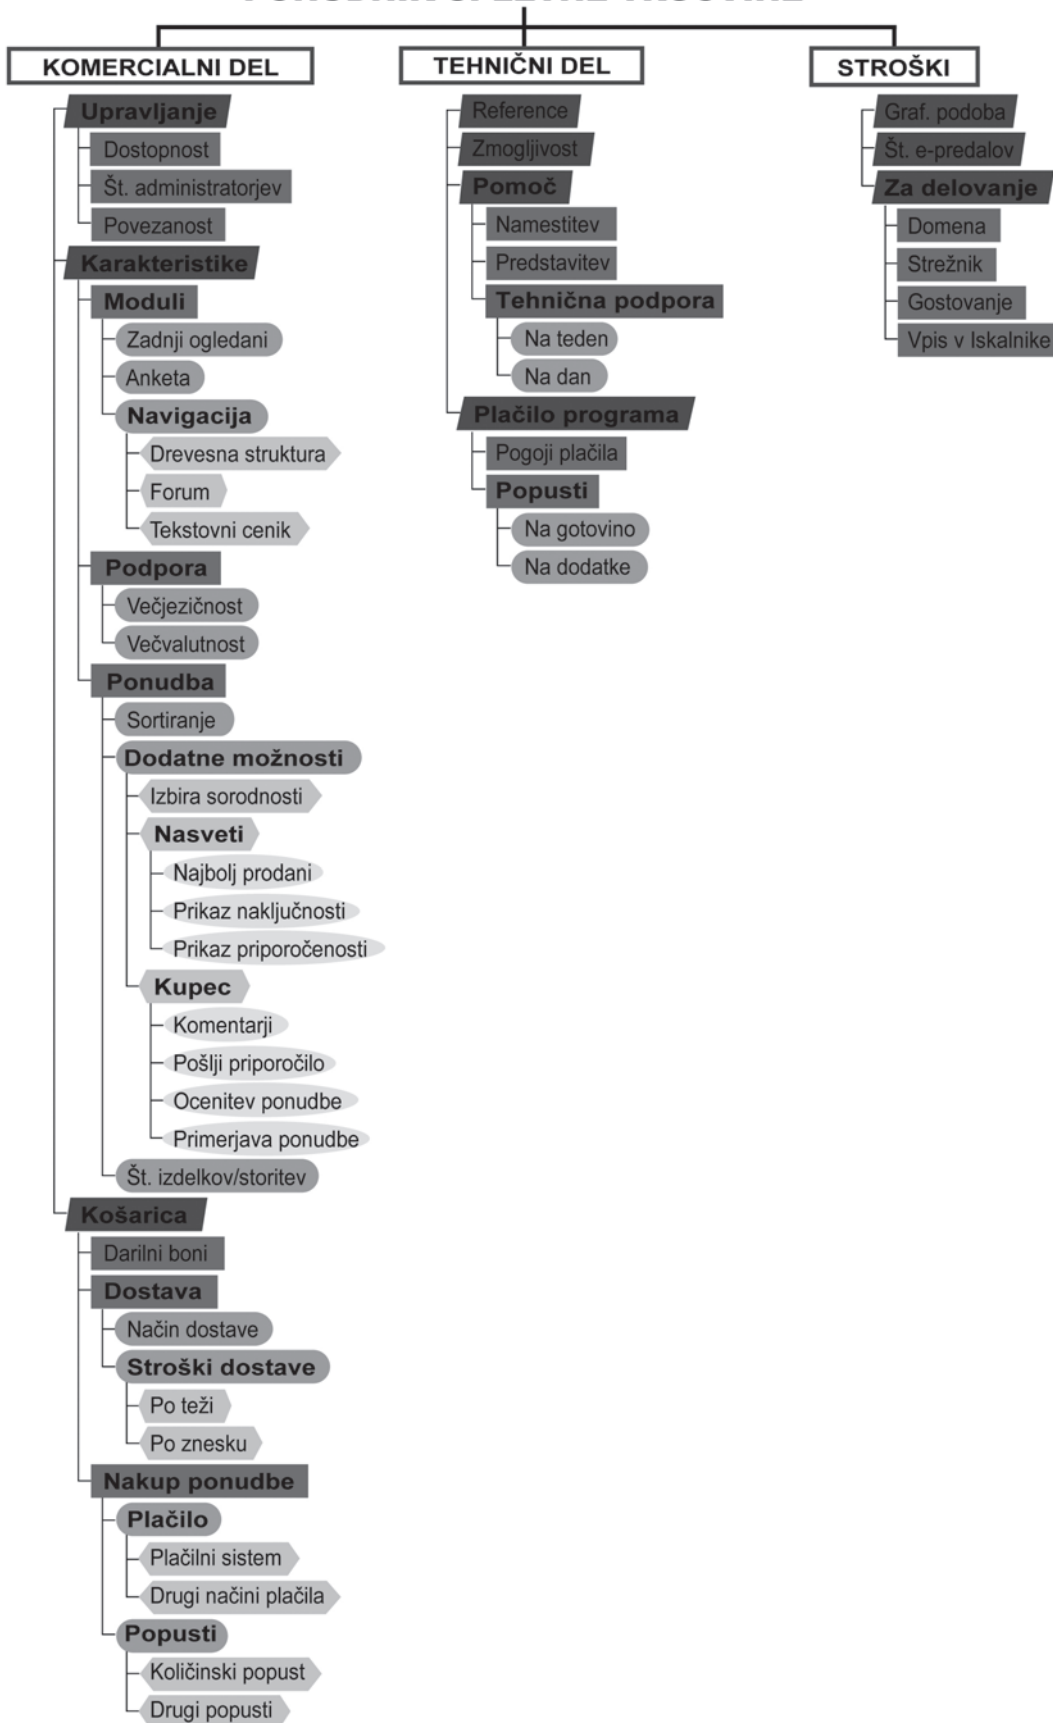 KOMERCIALNI DEL
Upravljanje
Dostopnost
Št. administratorjev
Povezanost
Karakteristike
Moduli
Zadnji ogledani
Anketa
Navigacija
Drevesna struktura
Forum
Tekstovni cenik
Podpora
Večjezičnost
Večvalutnost
Ponudba
Sortiranje
Dodatne možnosti
Izbira sorodnosti
Nasveti
Najbolj prodani
Prikaz naključnosti
Prikaz priporočenosti
Kupec
Komentarji
Pošlji priporočilo
Ocenitev ponudbe
Primerjava ponudbe
Št. izdelkov/storitev
Košarica
Darilni boni
Dostava
Način dostave
Stroški dostave
Po teži
Po znesku
Nakup ponudbe
Plačilo
Plačilni sistem
Drugi načini plačila
Popusti
Količinski popust
Drugi popusti
TEHNIČNI DEL
Reference
Zmogljivost
Pomoč
Namestitev
Predstavitev
Tehnična podpora
Na teden
Na dan
Plačilo programa
Pogoji plačila
Popusti
Na gotovino
Na dodatke
STROŠKI
Graf. podoba
Št. e-predalov
Za delovanje
Domena
Strežnik
Gostovanje
Vpis v Iskalnike